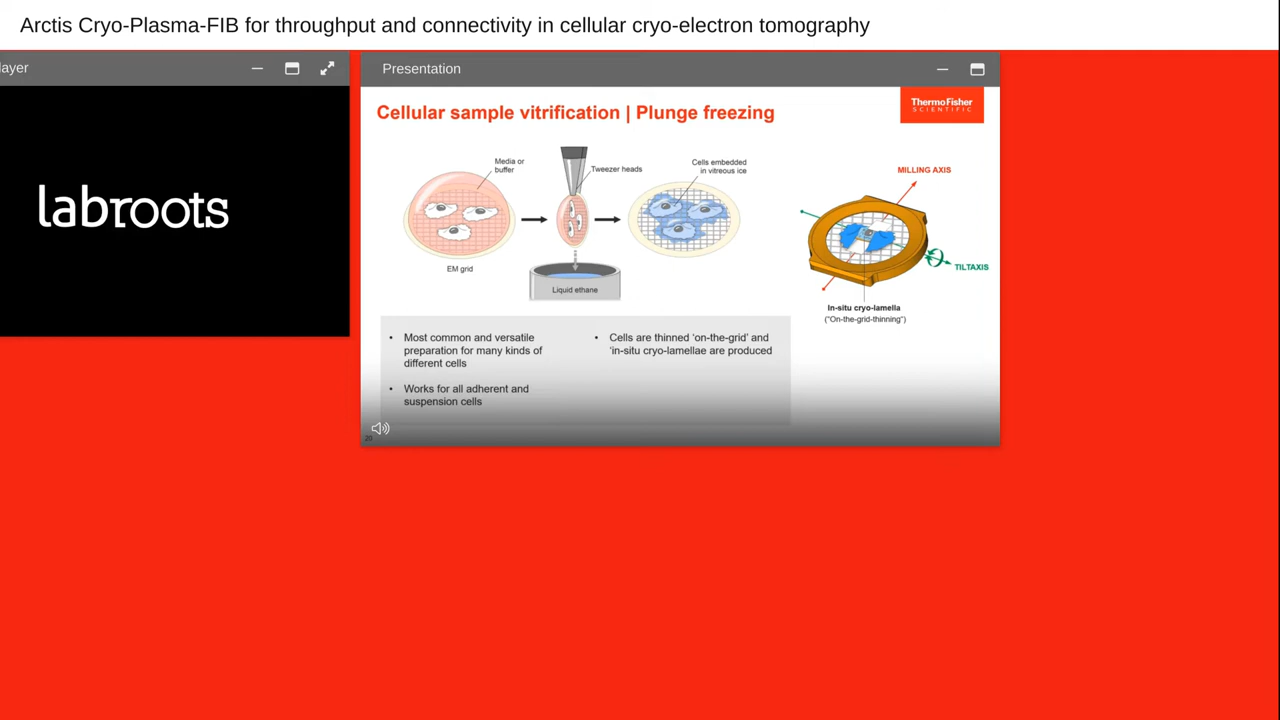 Arctis Cryo-Plasma-FIB for throughput and connectivity in cellular cryo-electron tomography
layer
Presentation
labroots
Cellular sample vitrification | Plunge freezing
ThermoFisher
SCIENTIFIC
Media or
buffer
Tweezer heads
Cells embedded
in vitreous ice
EM grid
Liquid ethane
MILLING AXIS
TILTAXIS
In-situ cryo-lamella
("On-the-grid-thinning")
• Most common and versatile
preparation for many kinds of
different cells
• Works for all adherent and
suspension cells
• Cells are thinned 'on-the-grid' and
'in-situ cryo-lamellae are produced
20